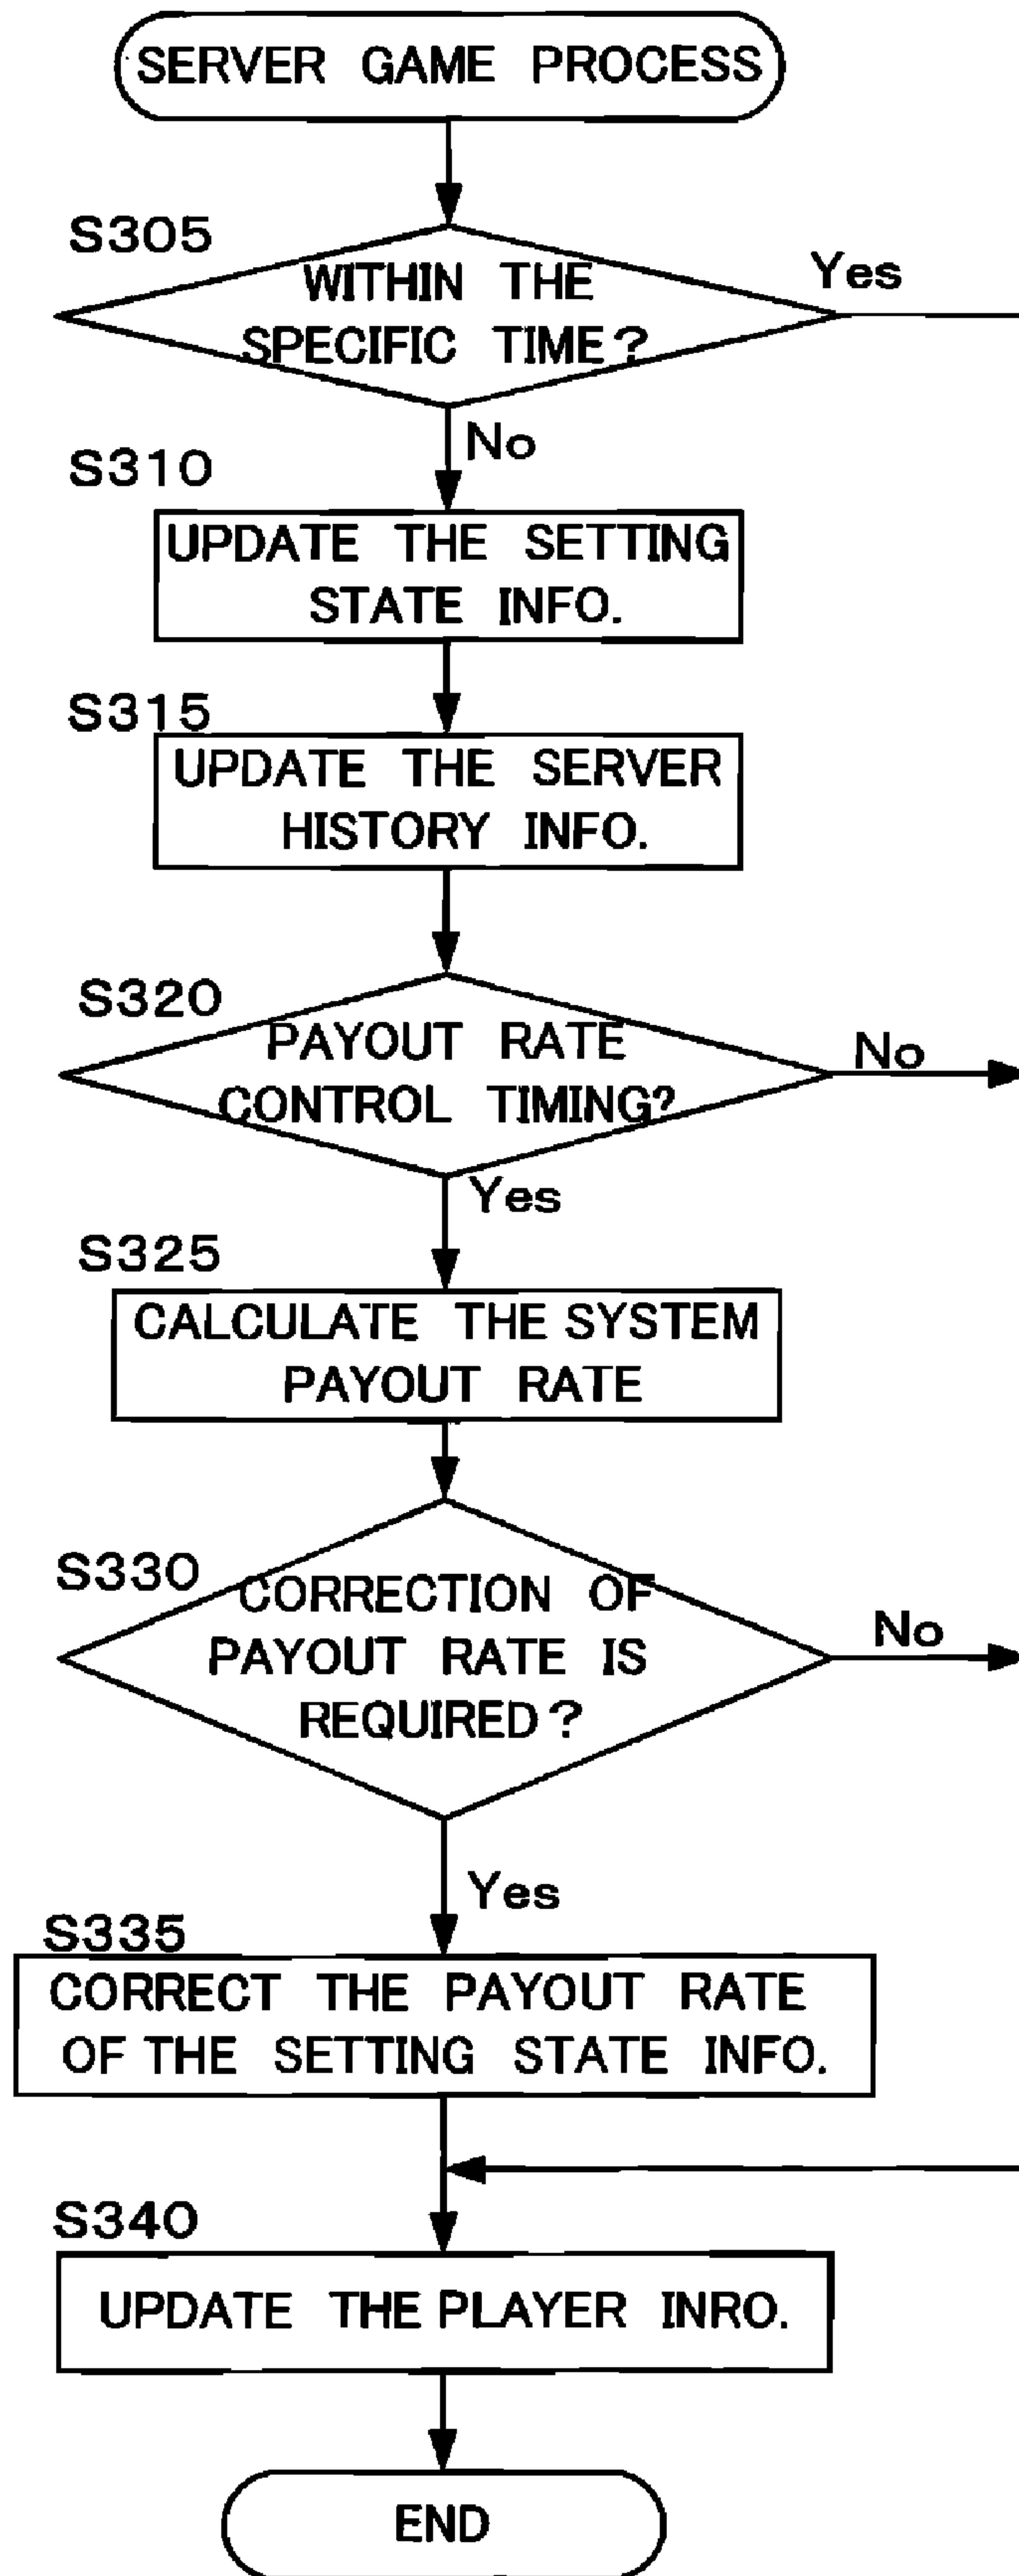 SERVER GAME PROCESS
S305
WITHIN THE
SPECIFIC TIME?
Yes
No
S310
UPDATE THE SETTING
STATE INFO.
S315
UPDATE THE SERVER
HISTORY INFO.
S320
PAYOUT RATE
CONTROL TIMING?
No
Yes
S325
CALCULATE THE SYSTEM
PAYOUT RATE
S330
CORRECTION OF
PAYOUT RATE IS
REQUIRED?
No
Yes
S335
CORRECT THE PAYOUT RATE
OF THE SETTING STATE INFO.
S340
UPDATE THE PLAYER INRO.
END